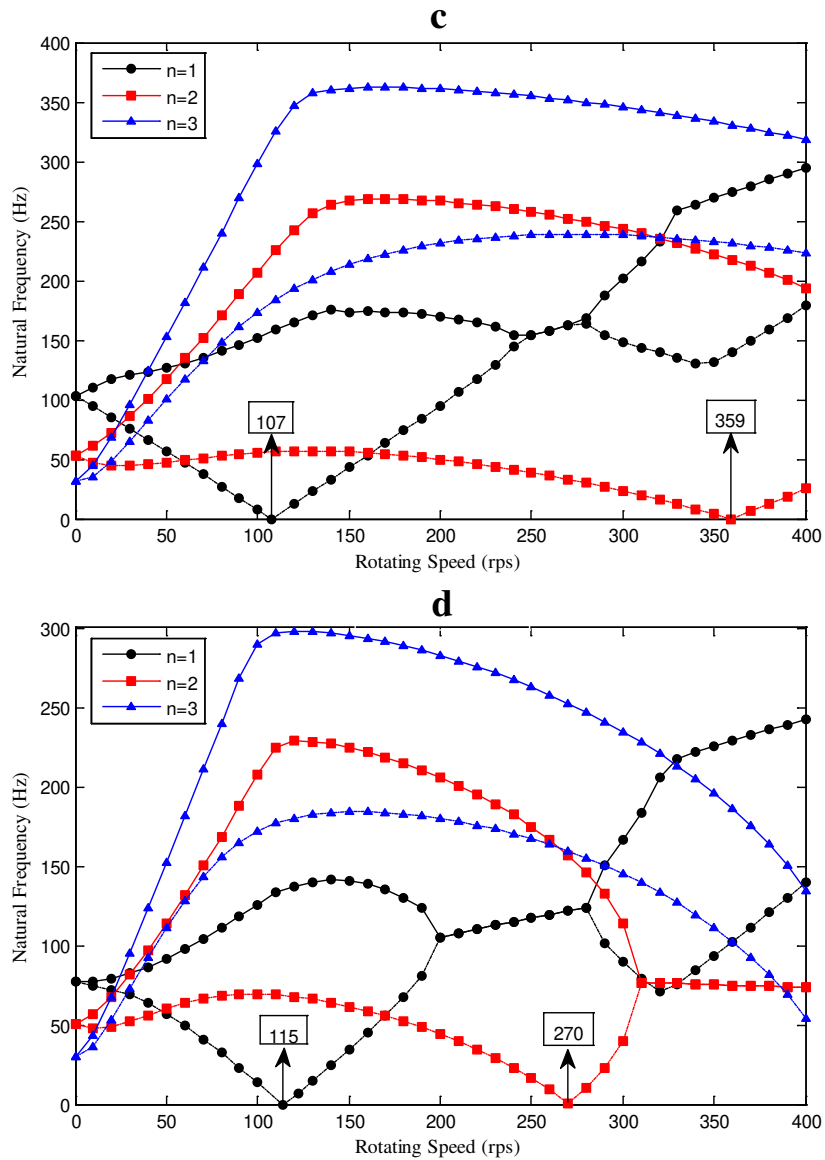 c
400
350
300
250
200
150
100
50
0
Natural Frequency (Hz)
n=1
n=2
n=3
107
359
0 50 100 150 200 250 300 350 400
Rotating Speed (rps)
d
300
250
200
150
100
50
0
Natural Frequency (Hz)
n=1
n=2
n=3
115
270
0 50 100 150 200 250 300 350 400
Rotating Speed (rps)